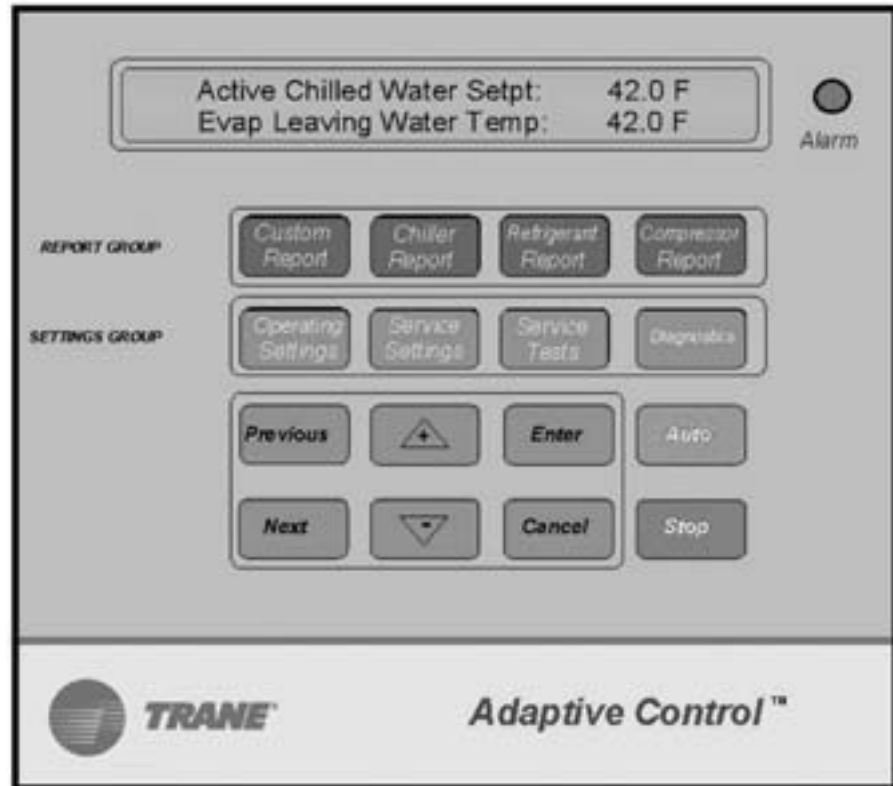 Active Chilled Water Setpt: 42.0 F
Evap Leaving Water Temp: 42.0 F
Alarm
REPORT GROUP
Custom Report
Chiller Report
Refrigerant Report
Compressor Report
SETTINGS GROUP
Operating Settings
Service Settings
Service Tests
Diagnostics
Previous
+
Enter
Auto
Next
-
Cancel
Stop
TRANE
Adaptive Control™